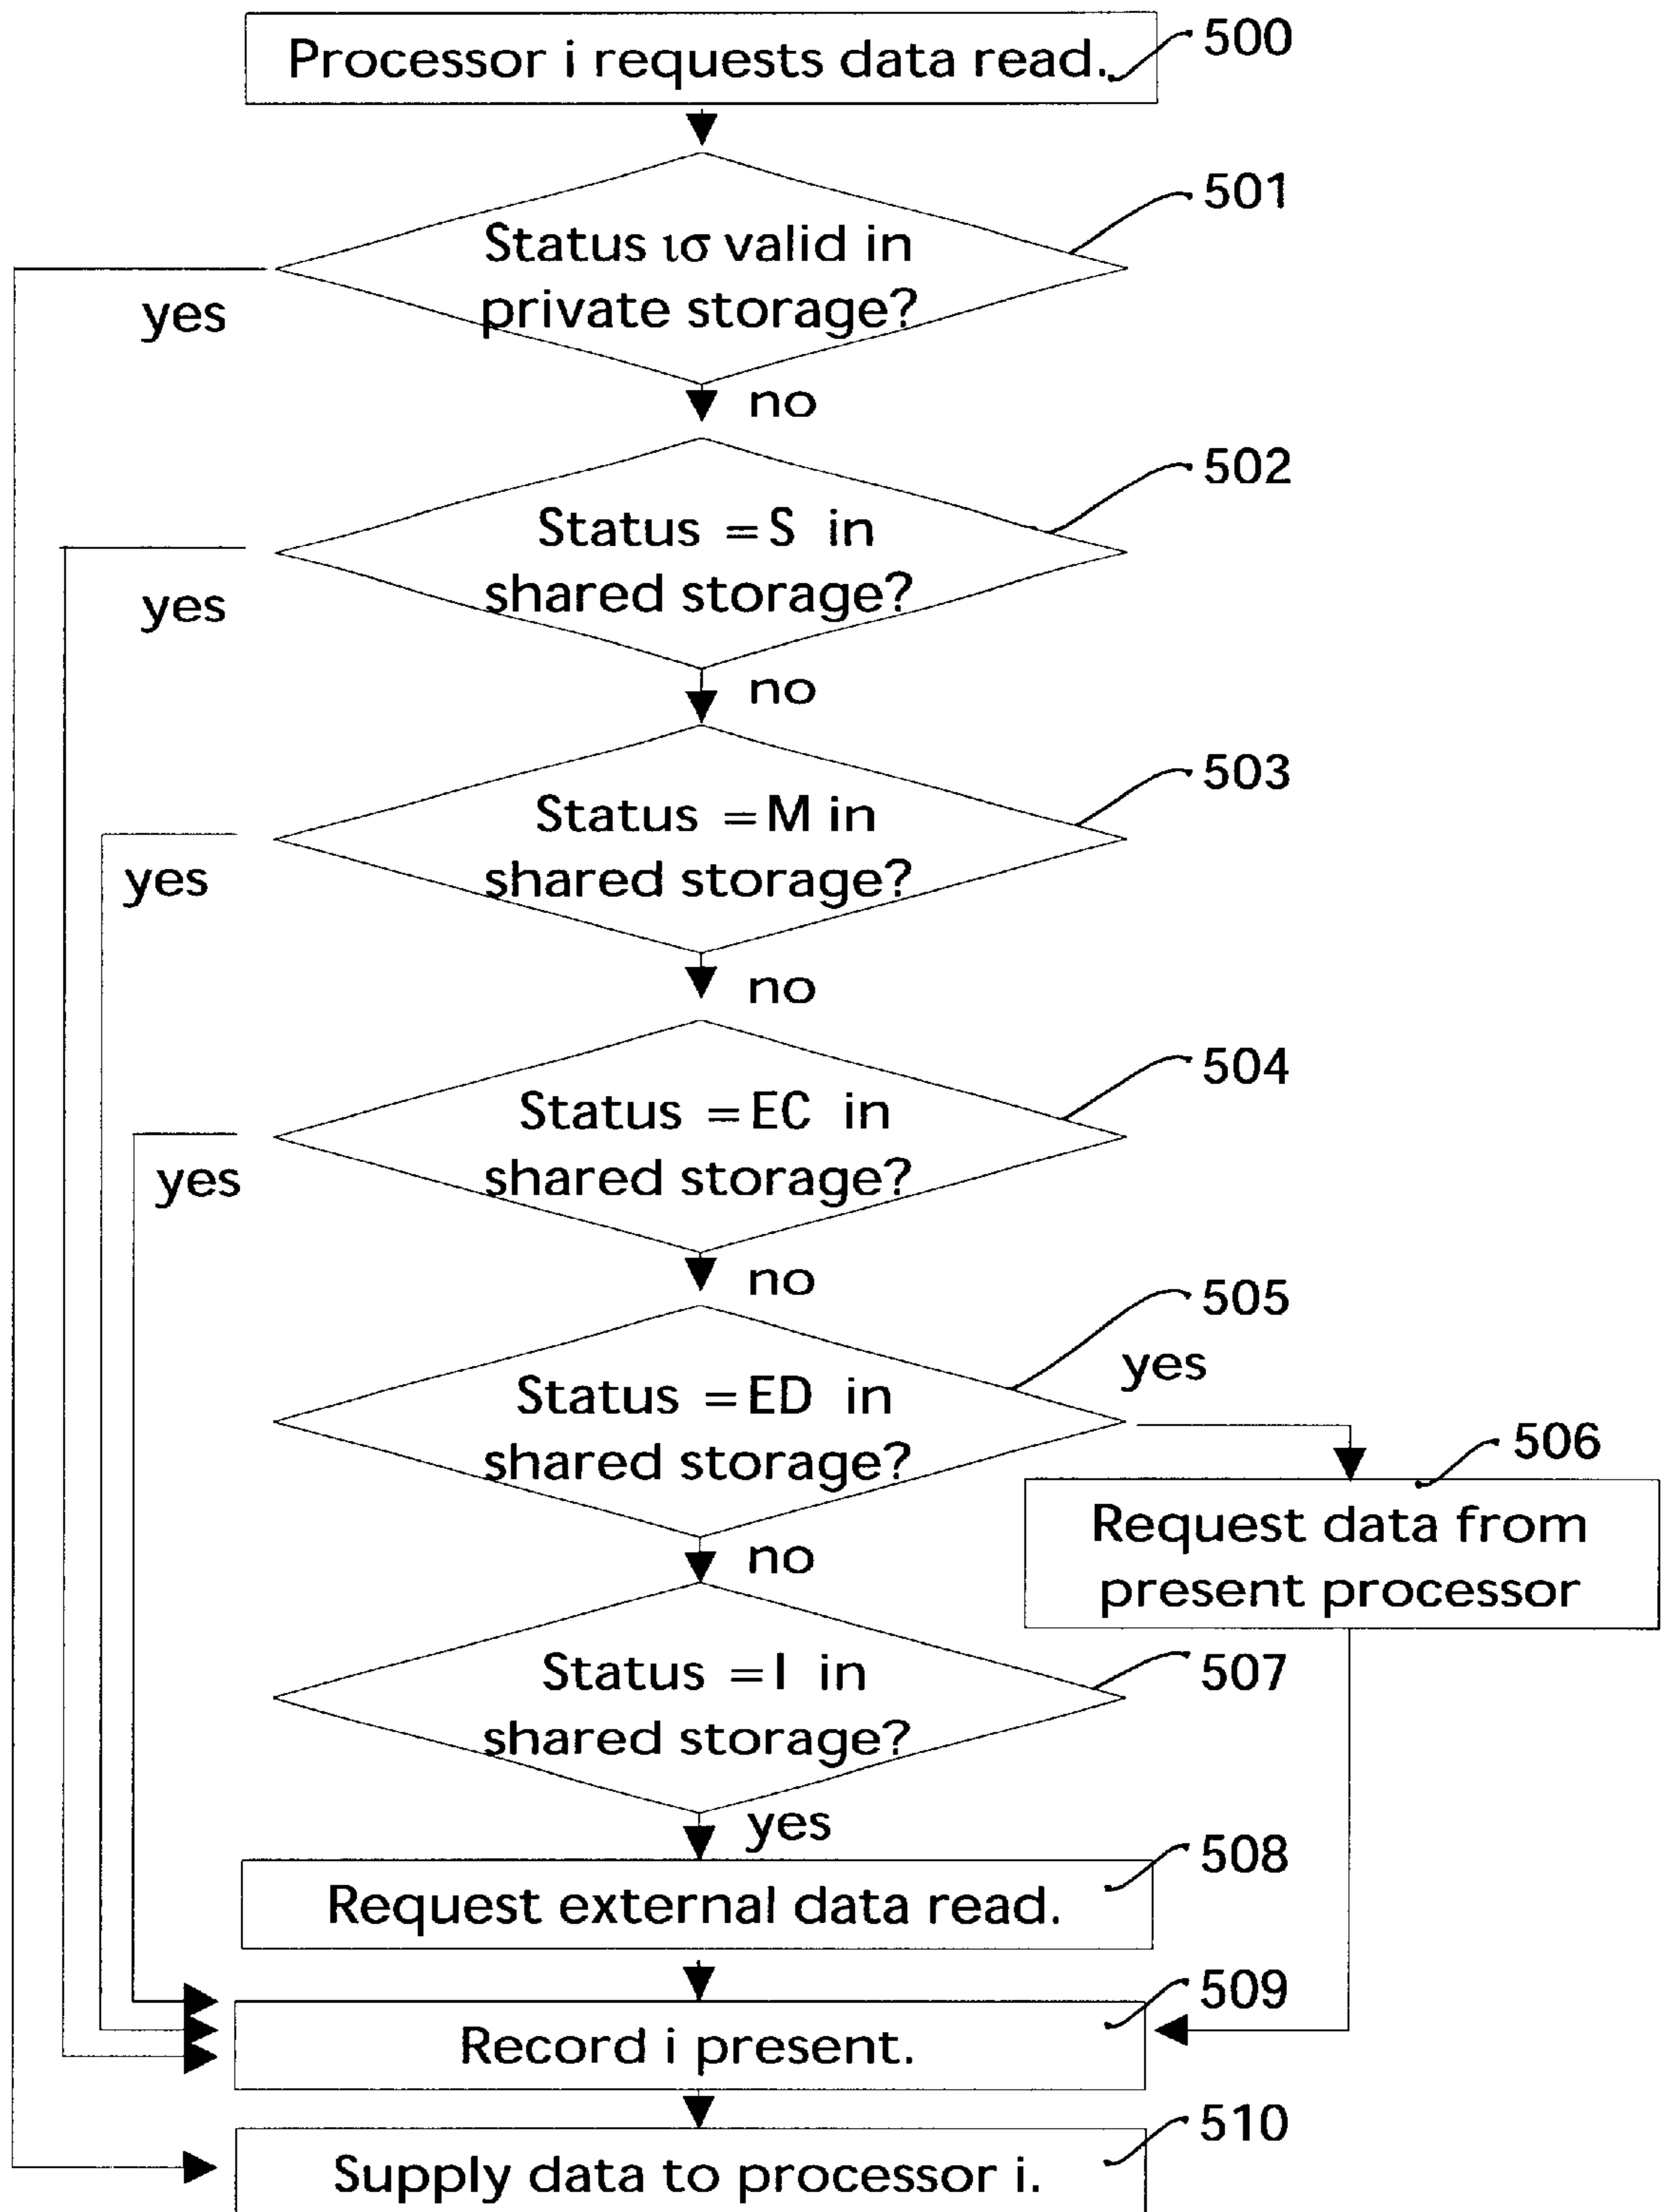 Processor i requests data read.
500
501
Status ισ valid in
private storage?
yes
no
502
Status =S in
shared storage?
yes
no
503
Status =M in
shared storage?
yes
no
504
Status =EC in
shared storage?
yes
no
505
yes
Status =ED in
shared storage?
506
Request data from
present processor
no
507
Status =I in
shared storage?
yes
508
Request external data read.
509
Record i present.
510
Supply data to processor i.